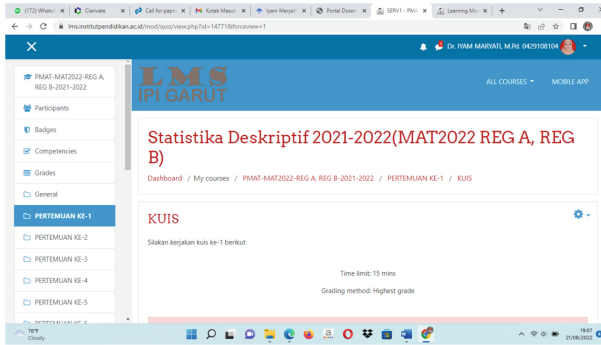 (172) Whats
Clarivate
Call for pape
Kotak Masuk
Iyam Maryati
Portal Dosen
SERV1 - PM
Learning Ma
lms.institutpendidikan.ac.id/mod/quiz/view.php?id=14771&forceview=1
Dr. IYAM MARYATI, M.Pd. 0429108104
PMAT-MAT2022-REG A,
REG B-2021-2022
Participants
Badges
Competencies
Grades
General
PERTEMUAN KE-1
PERTEMUAN KE-2
PERTEMUAN KE-3
PERTEMUAN KE-4
PERTEMUAN KE-5
LMS
IPI GARUT
ALL COURSES
MOBILE APP
Statistika Deskriptif 2021-2022(MAT2022 REG A, REG
B)
Dashboard / My courses / PMAT-MAT2022-REG A, REG B-2021-2022 / PERTEMUAN KE-1 / KUIS
KUIS
Silakan kerjakan kuis ke-1 berikut
Time limit: 15 mins
Grading method: Highest grade
76°F
Cloudy
19:07
21/08/2022